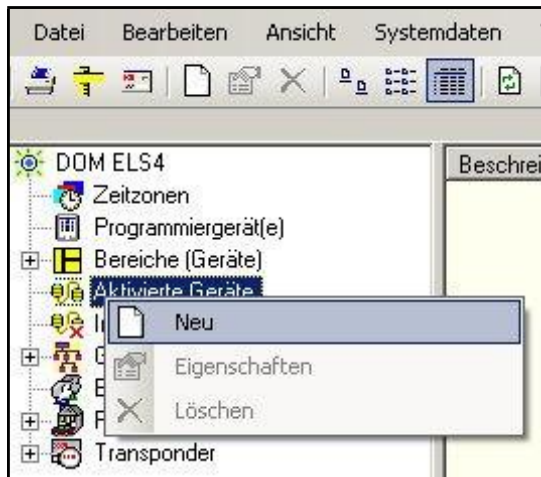 Datei Bearbeiten Ansicht Systemdaten
DOM ELS4
Beschrei
Zeitzonen
Programmiergerät(e)
Bereiche (Geräte)
Aktivierte Geräte
Neu
Eigenschaften
Löschen
Transponder